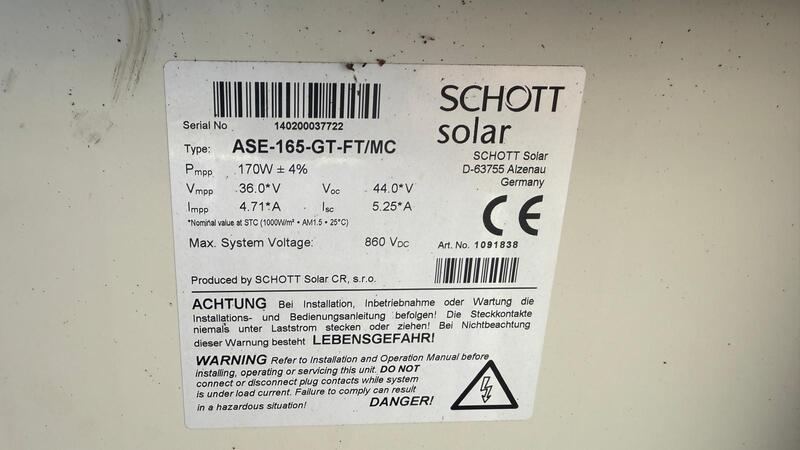 SCHOTT
solar
Serial No 140200037722
Type: ASE-165-GT-FT/MC
SCHOTT Solar
D-63755 Alzenau
Germany
Pmpp 170W ± 4%
Vmpp 36.0*V Voc 44.0*V
Impp 4.71*A Isc 5.25*A
*Nominal value at STC (1000W/m² • AM1.5 • 25°C)
CE
Max. System Voltage: 860 VDC
Art. No. 1091838
Produced by SCHOTT Solar CR, s.r.o.
ACHTUNG Bei Installation, Inbetriebnahme oder Wartung die
Installations- und Bedienungsanleitung befolgen! Die Steckkontakte
niemals unter Laststrom stecken oder ziehen! Bei Nichtbeachtung
dieser Warnung besteht LEBENSGEFAHR!
WARNING Refer to Installation and Operation Manual before
installing, operating or servicing this unit. DO NOT
connect or disconnect plug contacts while system
is under load current. Failure to comply can result
in a hazardous situation! DANGER!